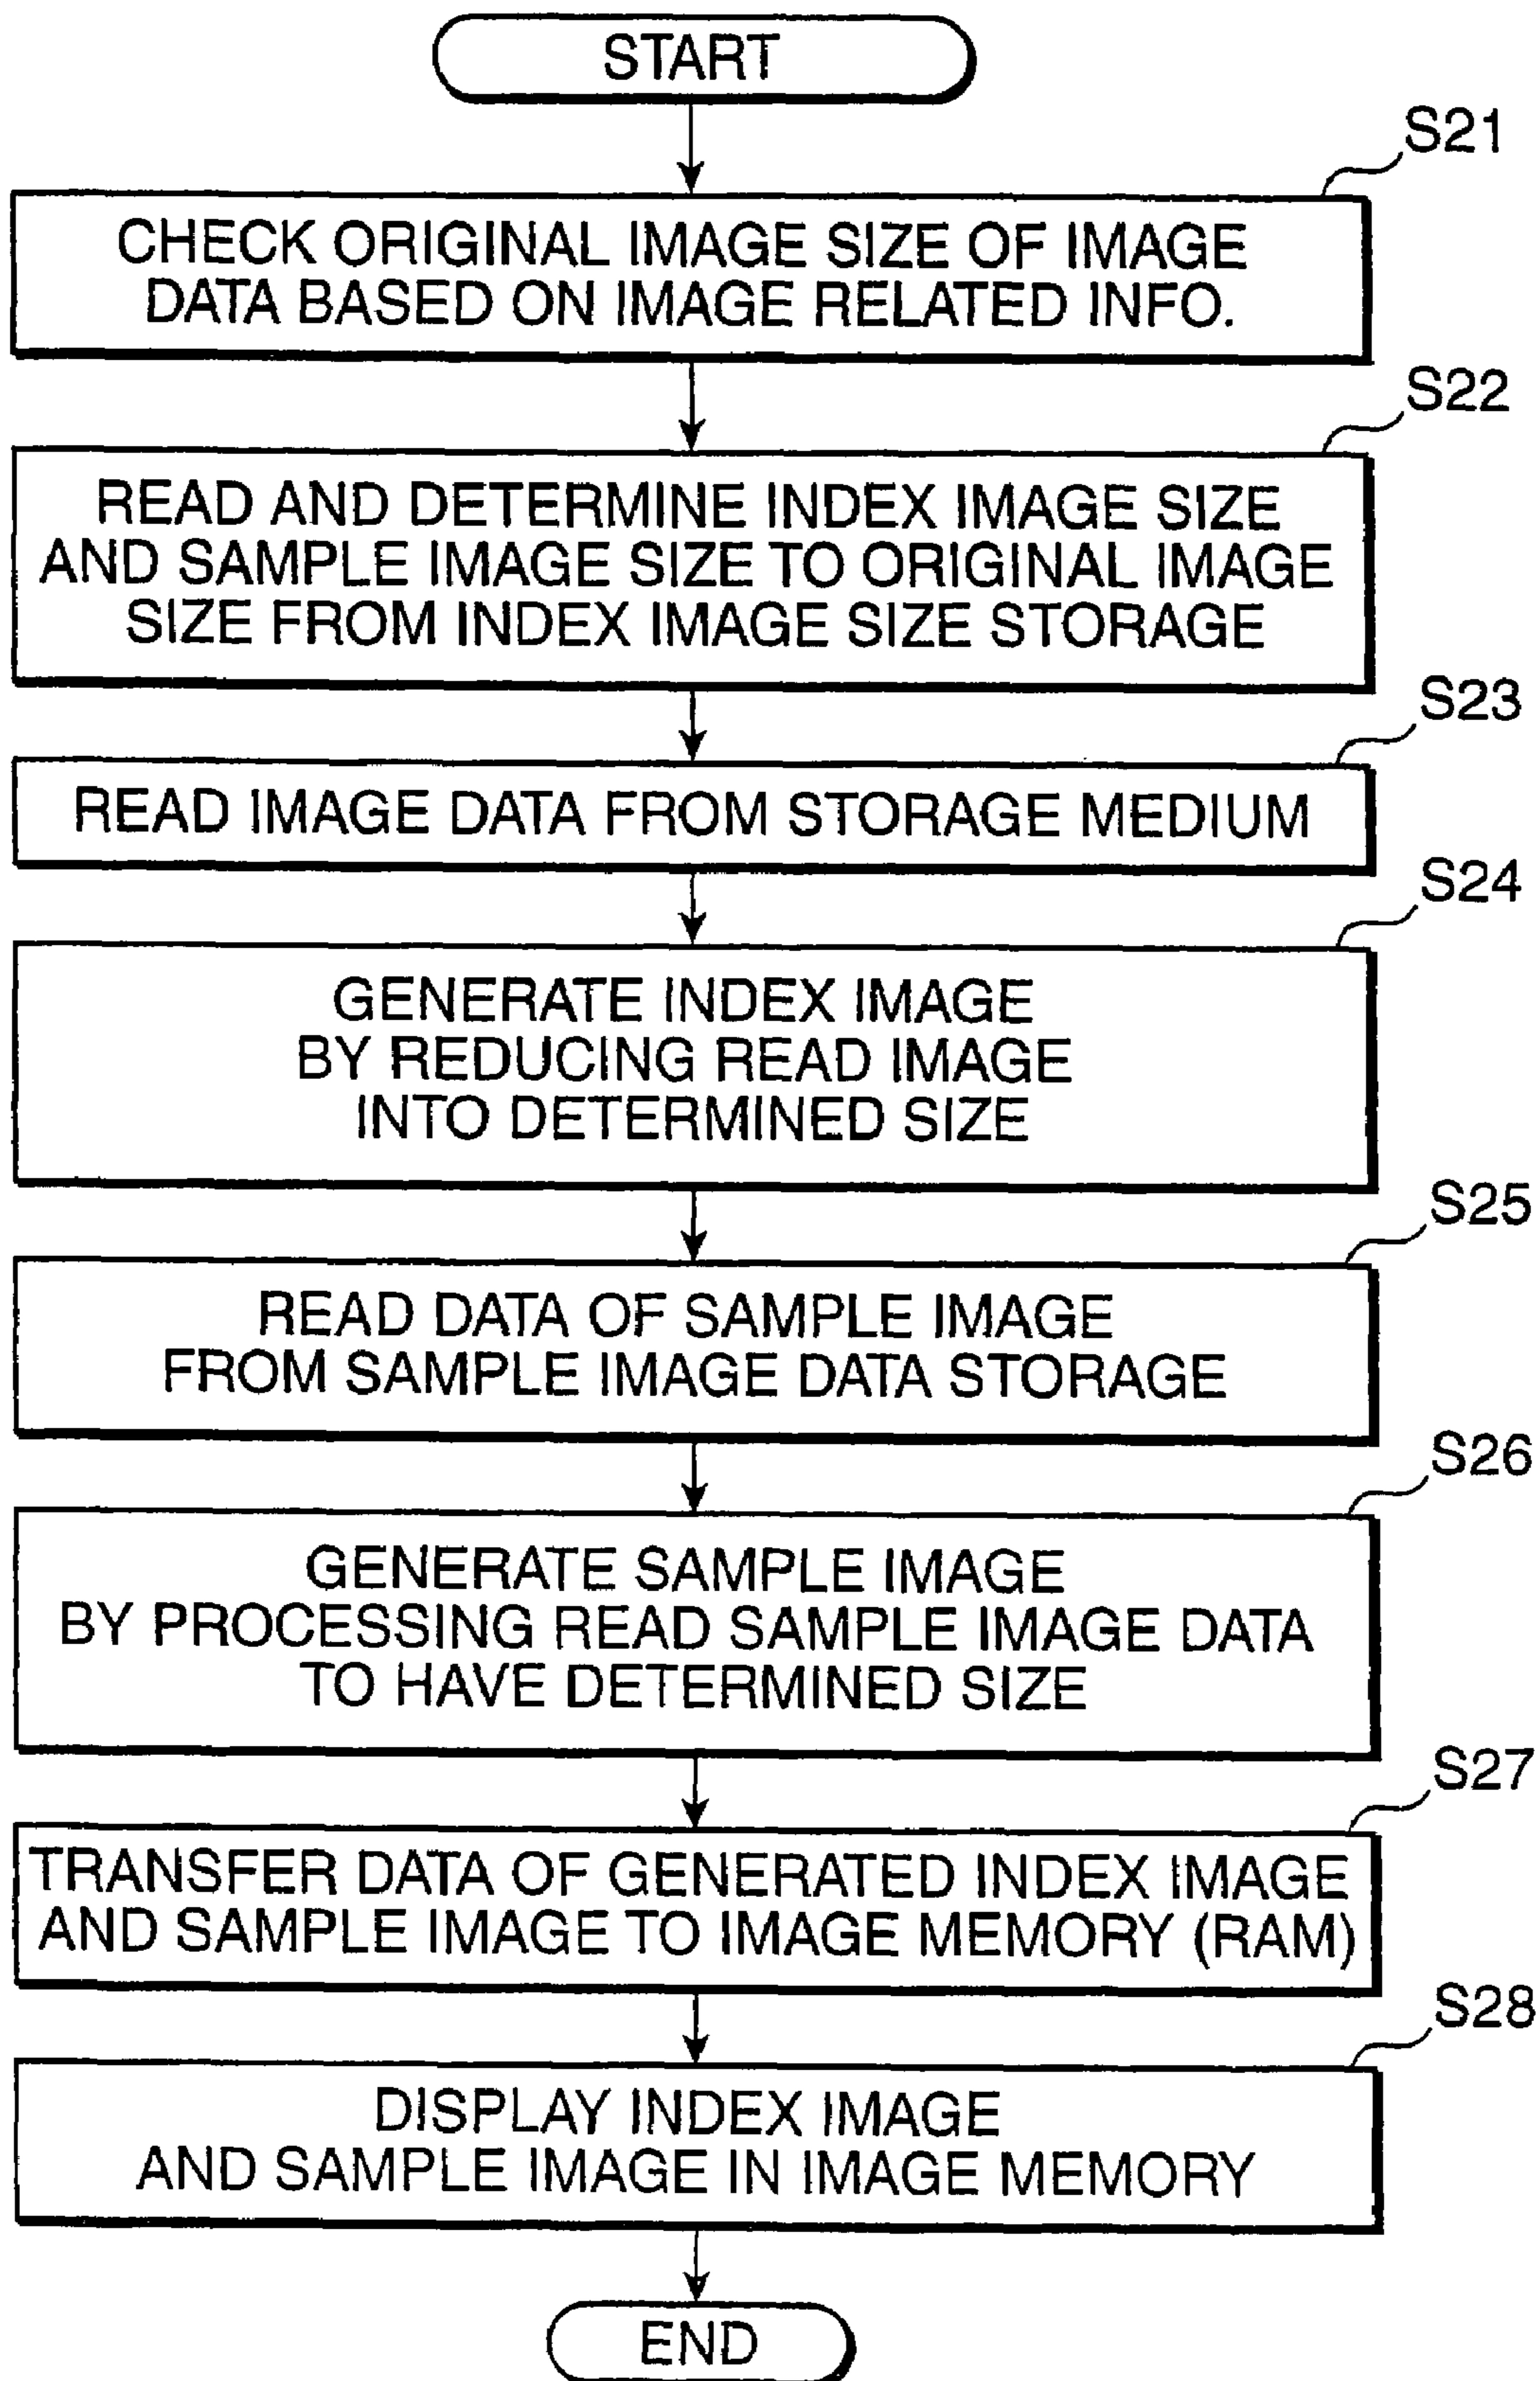 START
S21
CHECK ORIGINAL IMAGE SIZE OF IMAGE
DATA BASED ON IMAGE RELATED INFO.
S22
READ AND DETERMINE INDEX IMAGE SIZE
AND SAMPLE IMAGE SIZE TO ORIGINAL IMAGE
SIZE FROM INDEX IMAGE SIZE STORAGE
S23
READ IMAGE DATA FROM STORAGE MEDIUM
S24
GENERATE INDEX IMAGE
BY REDUCING READ IMAGE
INTO DETERMINED SIZE
S25
READ DATA OF SAMPLE IMAGE
FROM SAMPLE IMAGE DATA STORAGE
S26
GENERATE SAMPLE IMAGE
BY PROCESSING READ SAMPLE IMAGE DATA
TO HAVE DETERMINED SIZE
S27
TRANSFER DATA OF GENERATED INDEX IMAGE
AND SAMPLE IMAGE TO IMAGE MEMORY (RAM)
S28
DISPLAY INDEX IMAGE
AND SAMPLE IMAGE IN IMAGE MEMORY
END